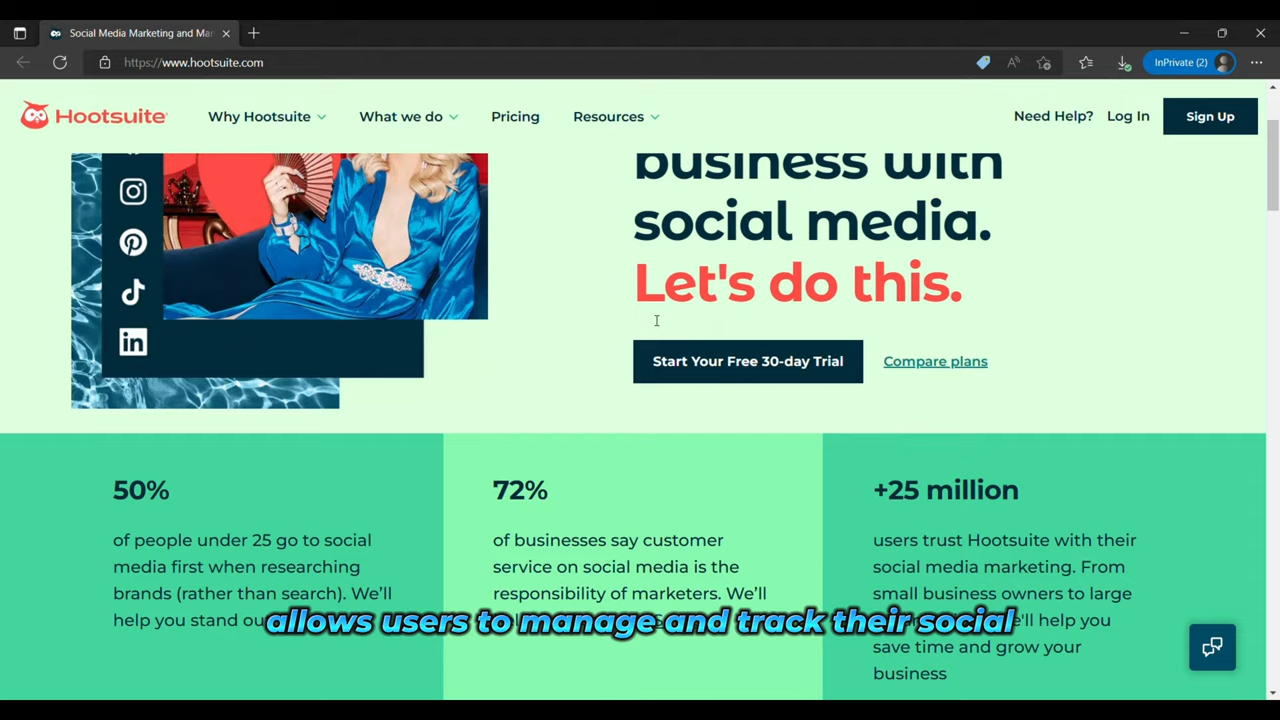 Social Media Marketing and Mar
https://www.hootsuite.com
InPrivate (2)
Hootsuite
Why Hootsuite
What we do
Pricing
Resources
Need Help?
Log In
Sign Up
business with
social media.
Let's do this.
Start Your Free 30-day Trial
Compare plans
in
50%
of people under 25 go to social
media first when researching
brands (rather than search). We'll
help you stand
72%
of businesses say customer
service on social media is the
responsibility of marketers. We'll
+25 million
users trust Hootsuite with their
social media marketing. From
small business owners to large
help you
save time and grow your
business
allows users to manage and track their social